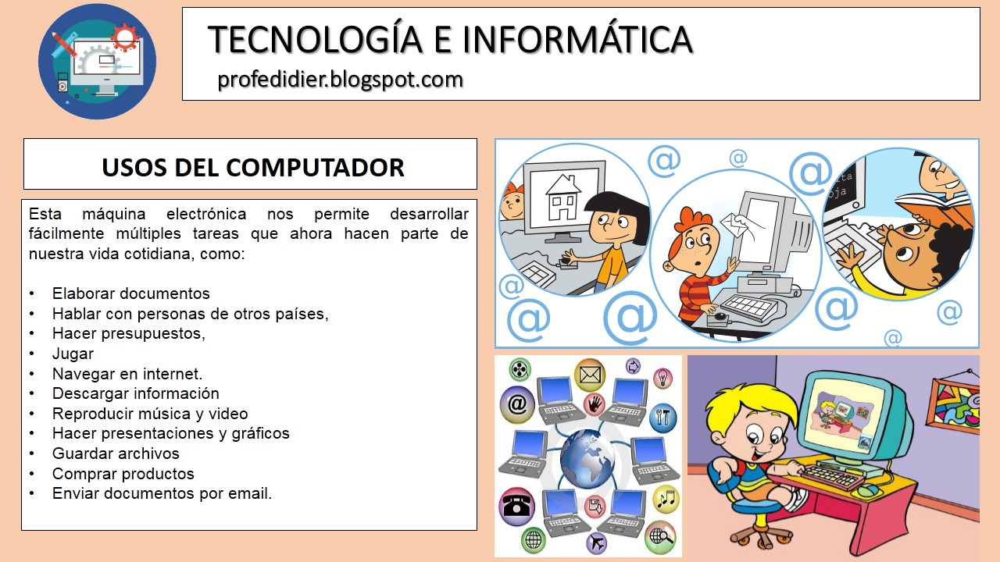 TECNOLOGÍA E INFORMÁTICA
profedidier.blogspot.com
USOS DEL COMPUTADOR
Esta máquina electrónica nos permite desarrollar
fácilmente múltiples tareas que ahora hacen parte de
nuestra vida cotidiana, como:
• Elaborar documentos
• Hablar con personas de otros países,
• Hacer presupuestos,
• Jugar
• Navegar en internet.
• Descargar información
• Reproducir música y video
• Hacer presentaciones y gráficos
• Guardar archivos
• Comprar productos
• Enviar documentos por email.
@ @ @
@ @ @ @ @ @
@